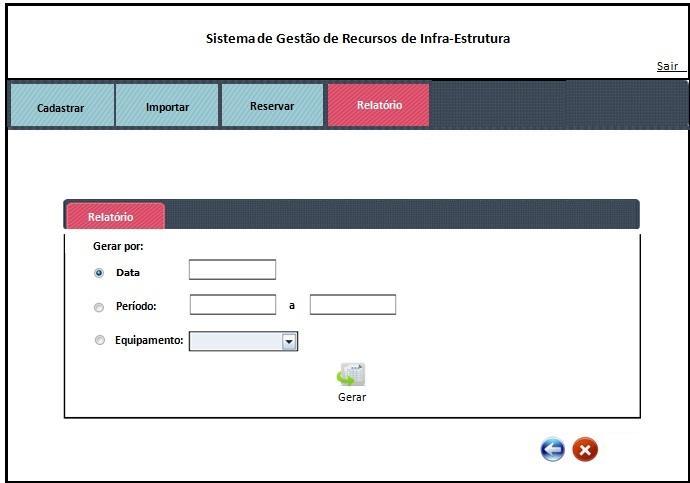 Sistema de Gestão de Recursos de Infra-Estrutura
Sair
Cadastrar Importar Reservar Relatório
Relatório
Gerar por:
Data
Período: a
Equipamento:
Gerar